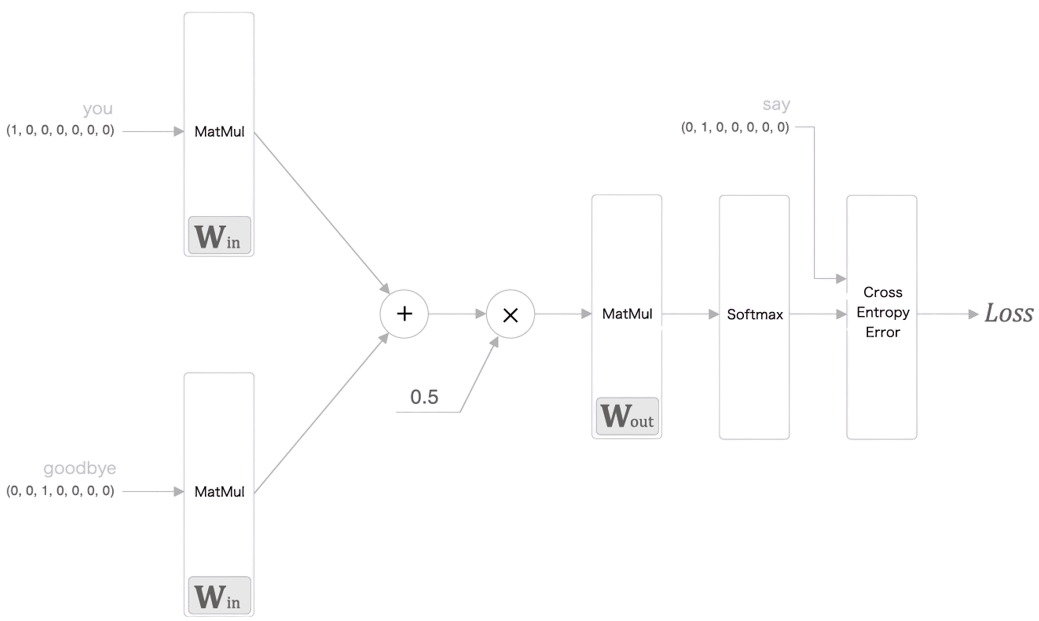 you
(1, 0, 0, 0, 0, 0, 0)
MatMul
Win
say
(0, 1, 0, 0, 0, 0, 0)
+
×
0.5
MatMul
Wout
Softmax
Cross
Entropy
Error
Loss
goodbye
(0, 0, 1, 0, 0, 0, 0)
MatMul
Win